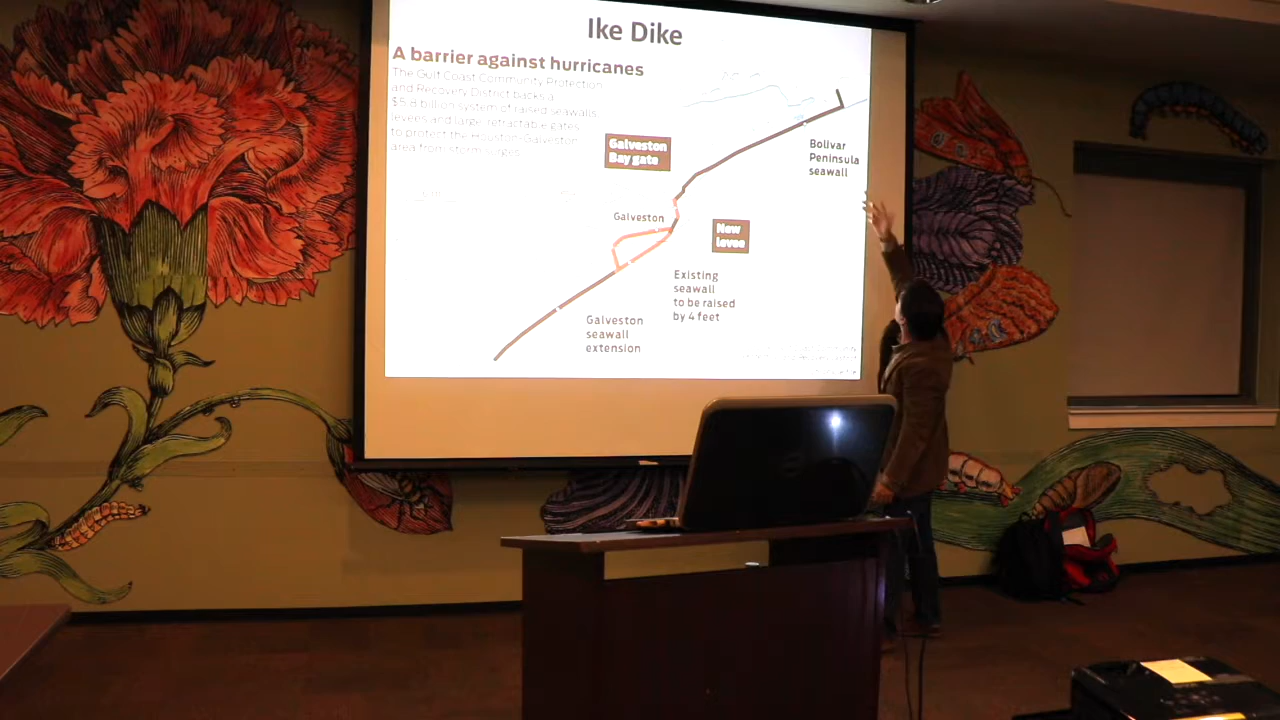 Ike Dike
A barrier against hurricanes
The Gulf Coast Community Protection
and Recovery District backs a
$5.8 billion system of raised seawalls,
levees and large retractable gates
to protect the Houston-Galveston
area from storm surges.
Galveston
Bay gate
Bolivar
Peninsula
seawall
Galveston
New
levee
Existing
seawall
to be raised
by 4 feet
Galveston
seawall
extension